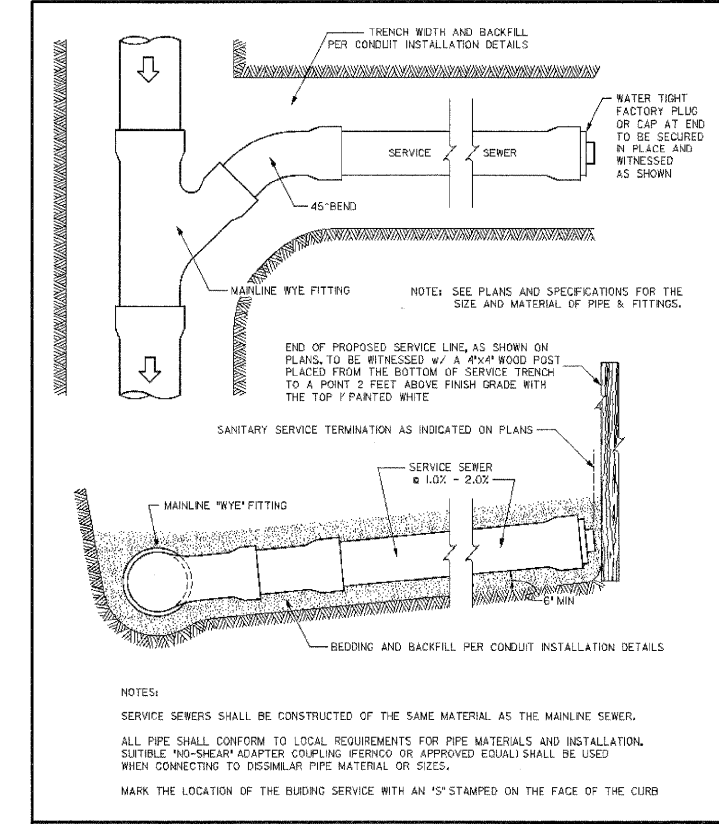 TRENCH WIDTH AND BACKFILL
PER CONDUIT INSTALLATION DETAILS
WATER TIGHT
FACTORY PLUG
OR CAP AT END
TO BE SECURED
IN PLACE AND
WITNESSED
AS SHOWN
SERVICE SEWER
45°BEND
MAINLINE WYE FITTING
NOTE: SEE PLANS AND SPECIFICATIONS FOR THE
SIZE AND MATERIAL OF PIPE & FITTINGS.
END OF PROPOSED SERVICE LINE, AS SHOWN ON
PLANS, TO BE WITNESSED w/ A 4"x4" WOOD POST
PLACED FROM THE BOTTOM OF SERVICE TRENCH
TO A POINT 2 FEET ABOVE FINISH GRADE WITH
THE TOP 1' PAINTED WHITE
SANITARY SERVICE TERMINATION AS INDICATED ON PLANS
SERVICE SEWER
@ 1.0% - 2.0%
MAINLINE "WYE" FITTING
6" MIN
BEDDING AND BACKFILL PER CONDUIT INSTALLATION DETAILS
NOTES:
SERVICE SEWERS SHALL BE CONSTRUCTED OF THE SAME MATERIAL AS THE MAINLINE SEWER.
ALL PIPE SHALL CONFORM TO LOCAL REQUIREMENTS FOR PIPE MATERIALS AND INSTALLATION.
SUITIBLE "NO-SHEAR" ADAPTER COUPLING (FERNCO OR APPROVED EQUAL) SHALL BE USED
WHEN CONNECTING TO DISSIMILAR PIPE MATERIAL OR SIZES.
MARK THE LOCATION OF THE BUIDING SERVICE WITH AN "S" STAMPED ON THE FACE OF THE CURB